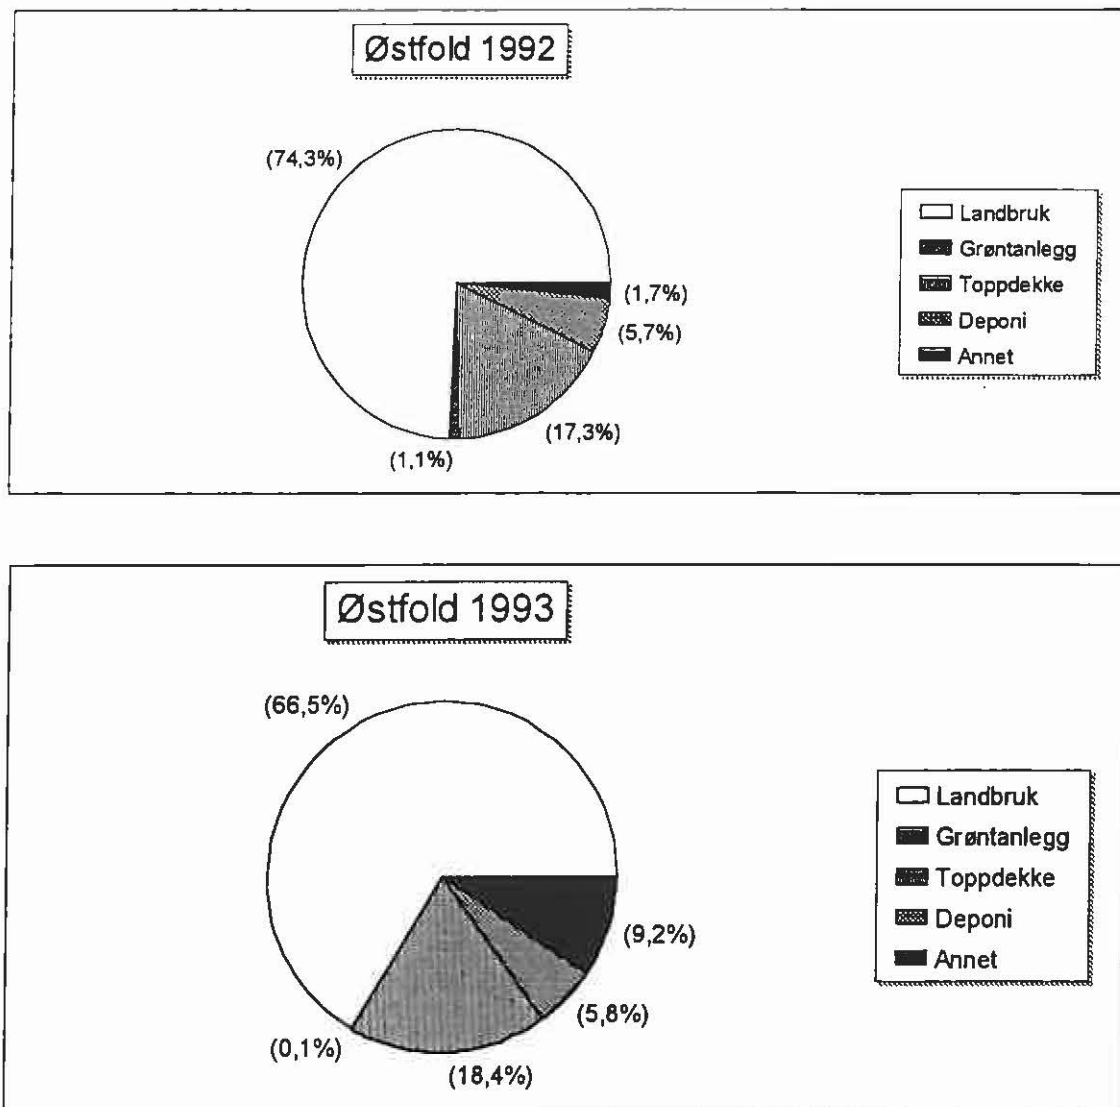 Østfold 1992
(74,3%)
(1,7%)
(5,7%)
(17,3%)
(1,1%)
Landbruk
Grøntanlegg
Toppdekke
Deponi
Annet
Østfold 1993
(66,5%)
(9,2%)
(5,8%)
(18,4%)
(0,1%)
Landbruk
Grøntanlegg
Toppdekke
Deponi
Annet